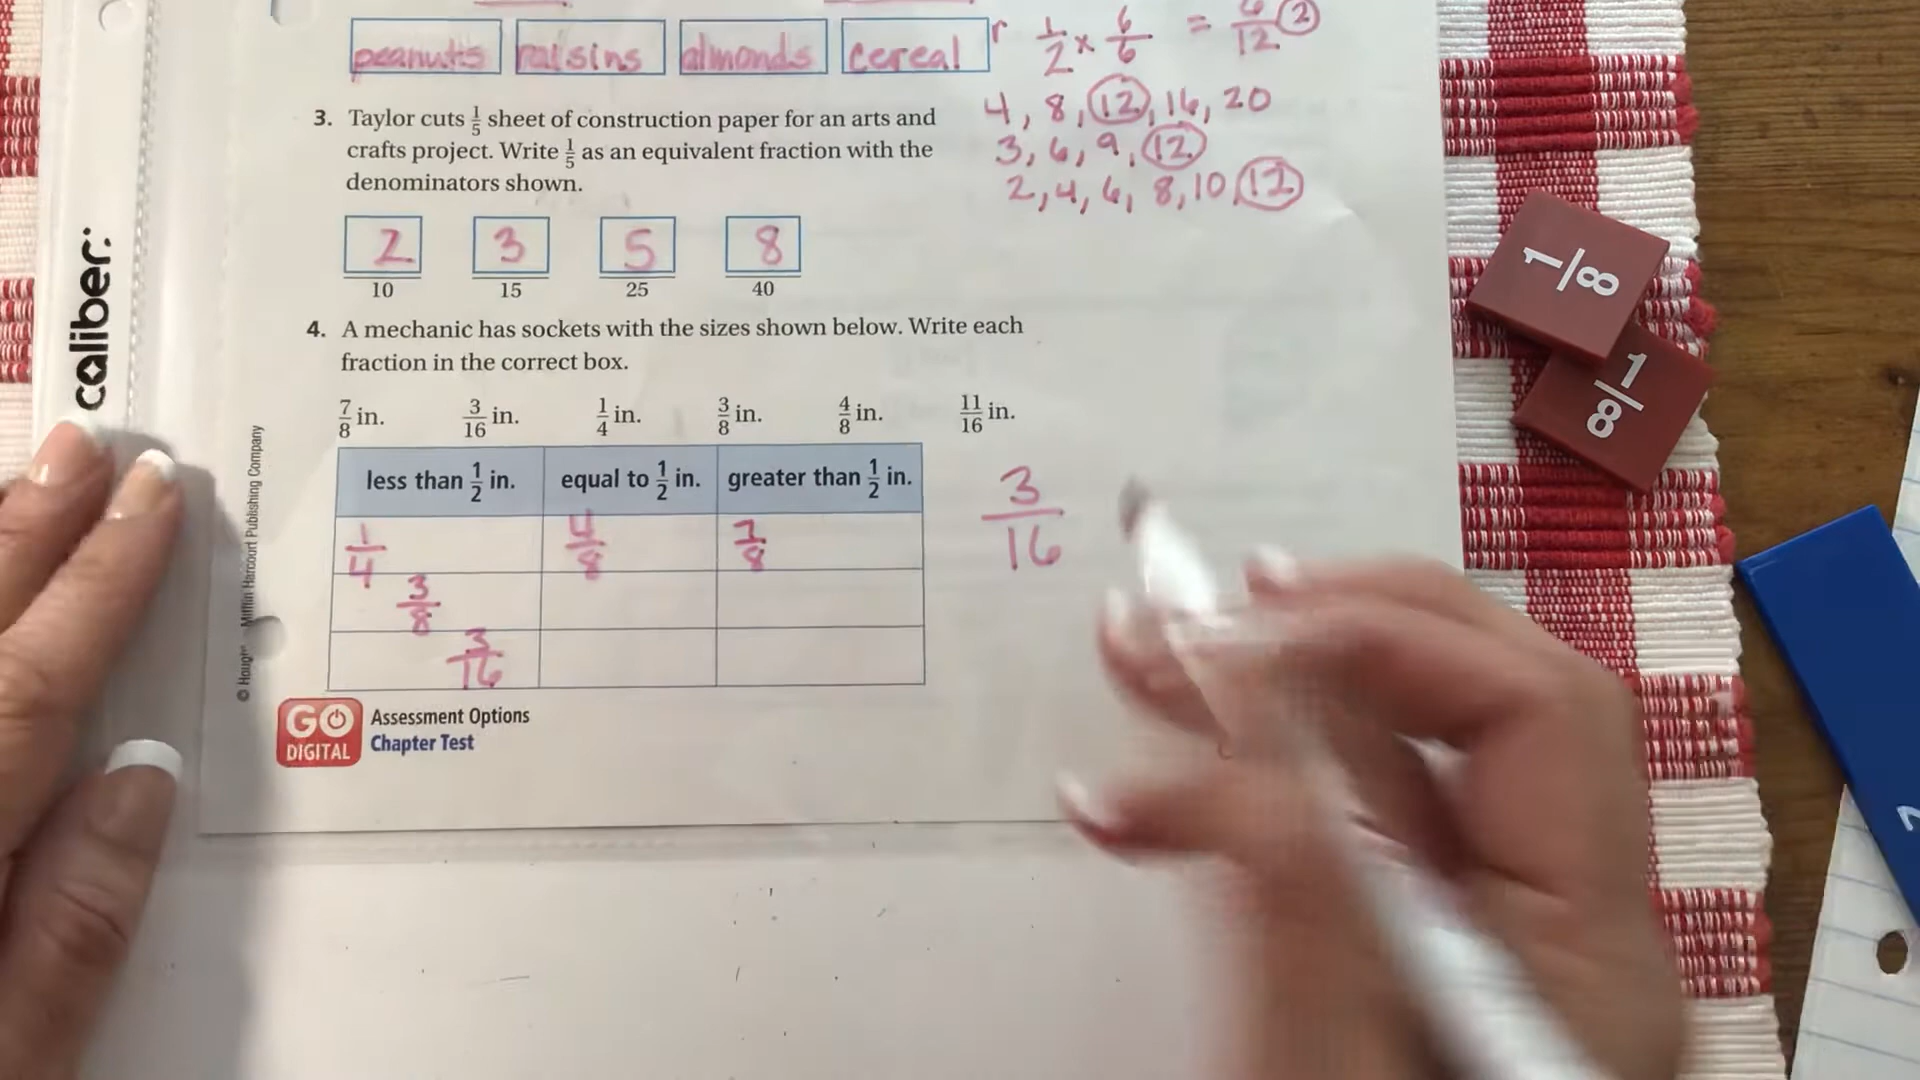 peanuts raisins almonds cereal r 1/2 × 6/6 = 6/12 2
4, 8, 12, 16, 20
3, 6, 9, 12
2, 4, 6, 8, 10, 12
3. Taylor cuts 1/5 sheet of construction paper for an arts and
crafts project. Write 1/5 as an equivalent fraction with the
denominators shown.
2/10 3/15 5/25 8/40
4. A mechanic has sockets with the sizes shown below. Write each
fraction in the correct box.
7/8 in. 3/16 in. 1/4 in. 3/8 in. 4/8 in. 11/16 in.
less than 1/2 in. equal to 1/2 in. greater than 1/2 in.
1/4 4/8 7/8
3/8
3/16
3/16
GO DIGITAL
Assessment Options
Chapter Test
caliber:
Mifflin Harcourt Publishing Company
1/8
1/8